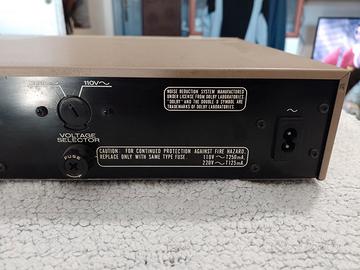 110V~
VOLTAGE
SELECTOR
FUSE
NOISE REDUCTION SYSTEM MANUFACTURED
UNDER LICENSE FROM DOLBY LABORATORIES.
"DOLBY" AND THE DOUBLE D SYMBOL ARE
TRADEMARKS OF DOLBY LABORATORIES.
~
CAUTION: FOR CONTINUED PROTECTION AGAINST FIRE HAZARD.
REPLACE ONLY WITH SAME TYPE FUSE. 110V~T250mA.
220V~T125mA.